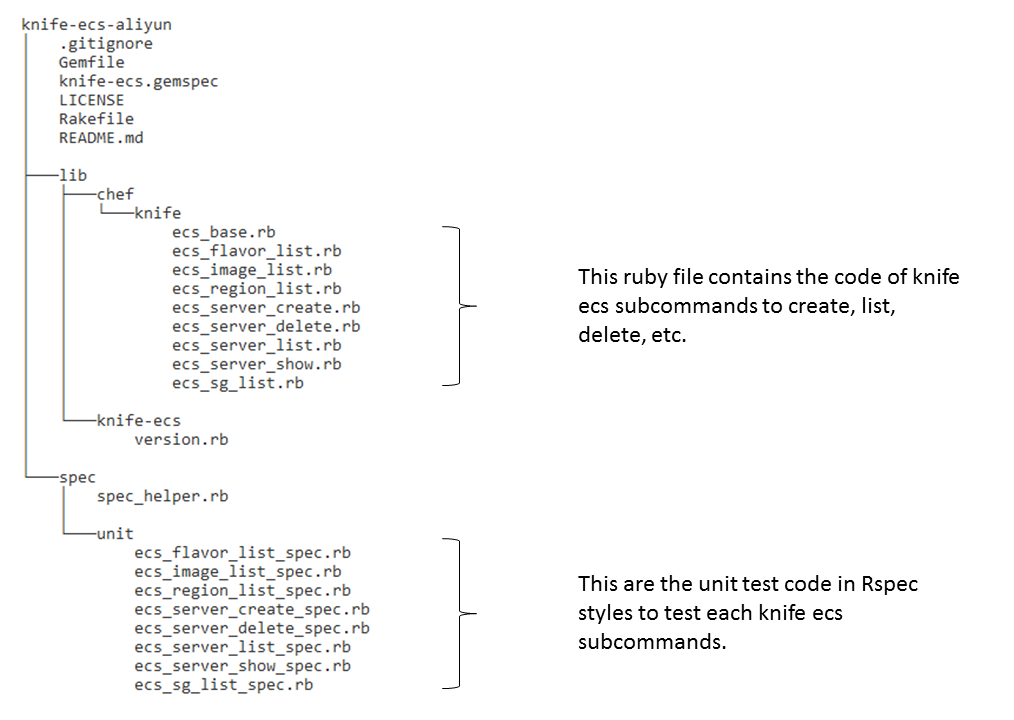 knife-ecs-aliyun
.gitignore
Gemfile
knife-ecs.gemspec
LICENSE
Rakefile
README.md
lib
chef
knife
ecs_base.rb
ecs_flavor_list.rb
ecs_image_list.rb
ecs_region_list.rb
ecs_server_create.rb
ecs_server_delete.rb
ecs_server_list.rb
ecs_server_show.rb
ecs_sg_list.rb
This ruby file contains the code of knife
ecs subcommands to create, list,
delete, etc.
knife-ecs
version.rb
spec
spec_helper.rb
unit
ecs_flavor_list_spec.rb
ecs_image_list_spec.rb
ecs_region_list_spec.rb
ecs_server_create_spec.rb
ecs_server_delete_spec.rb
ecs_server_list_spec.rb
ecs_server_show_spec.rb
ecs_sg_list_spec.rb
This are the unit test code in Rspec
styles to test each knife ecs
subcommands.